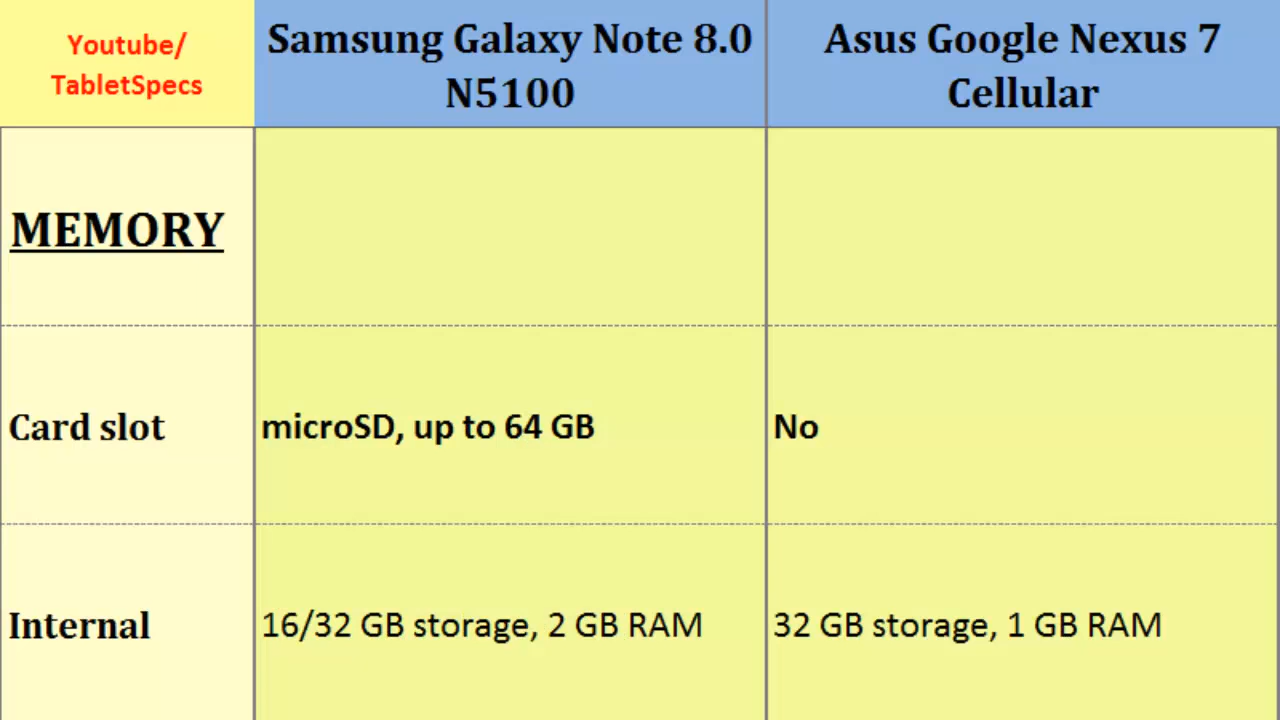 Youtube/
TabletSpecs
Samsung Galaxy Note 8.0
N5100
Asus Google Nexus 7
Cellular
MEMORY
Card slot
microSD, up to 64 GB
No
Internal
16/32 GB storage, 2 GB RAM
32 GB storage, 1 GB RAM